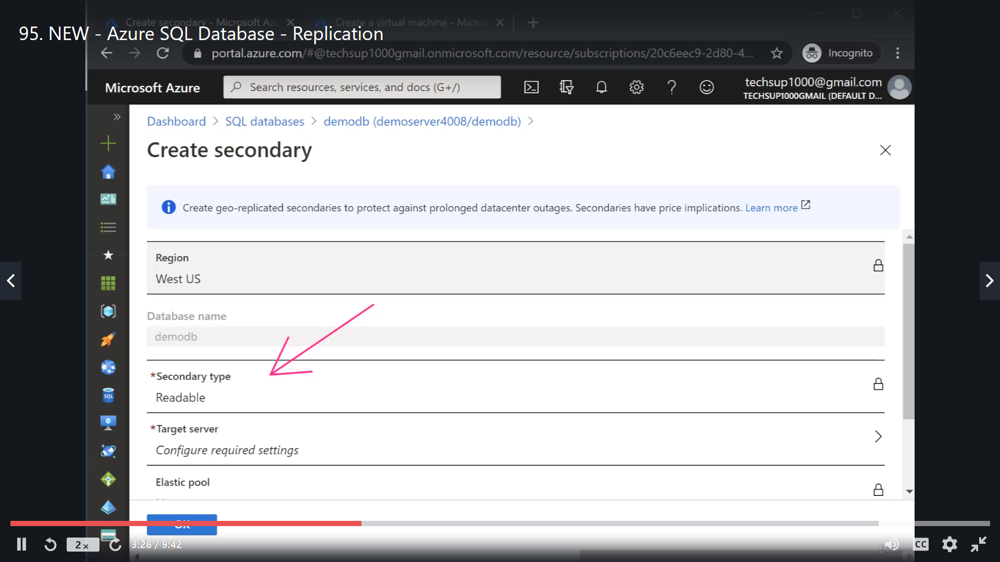 Create secondary - Microsoft Az
Create a virtual machine - Micros
95. NEW - Azure SQL Database - Replication
portal.azure.com/#@techsup1000gmail.onmicrosoft.com/resource/subscriptions/20c6eec9-2d80-4...
Incognito
Microsoft Azure
Search resources, services, and docs (G+/)
techsup1000@gmail.com
TECHSUP1000GMAIL (DEFAULT D...
Dashboard > SQL databases > demodb (demoserver4008/demodb) >
Create secondary
Create geo-replicated secondaries to protect against prolonged datacenter outages. Secondaries have price implications. Learn more
Region
West US
Database name
demodb
*Secondary type
Readable
SQL
*Target server
Configure required settings
Elastic pool
OK
2x
3:28 / 9:42
CC